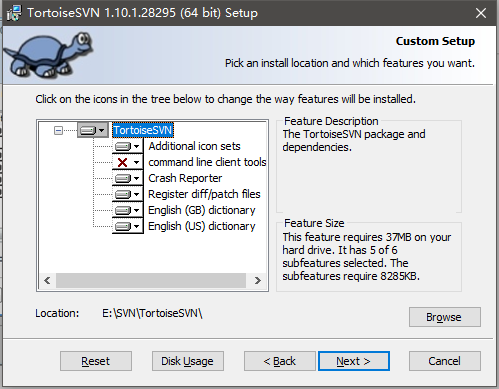 TortoiseSVN 1.10.1.28295 (64 bit) Setup
Custom Setup
Pick an install location and which features you want.
Click on the icons in the tree below to change the way features will be installed.
TortoiseSVN
Additional icon sets
command line client tools
Crash Reporter
Register diff/patch files
English (GB) dictionary
English (US) dictionary
Feature Description
The TortoiseSVN package and
dependencies.
Feature Size
This feature requires 37MB on your
hard drive. It has 5 of 6
subfeatures selected. The
subfeatures require 8285KB.
Location: E:\SVN\TortoiseSVN\
Browse
Reset Disk Usage < Back Next > Cancel